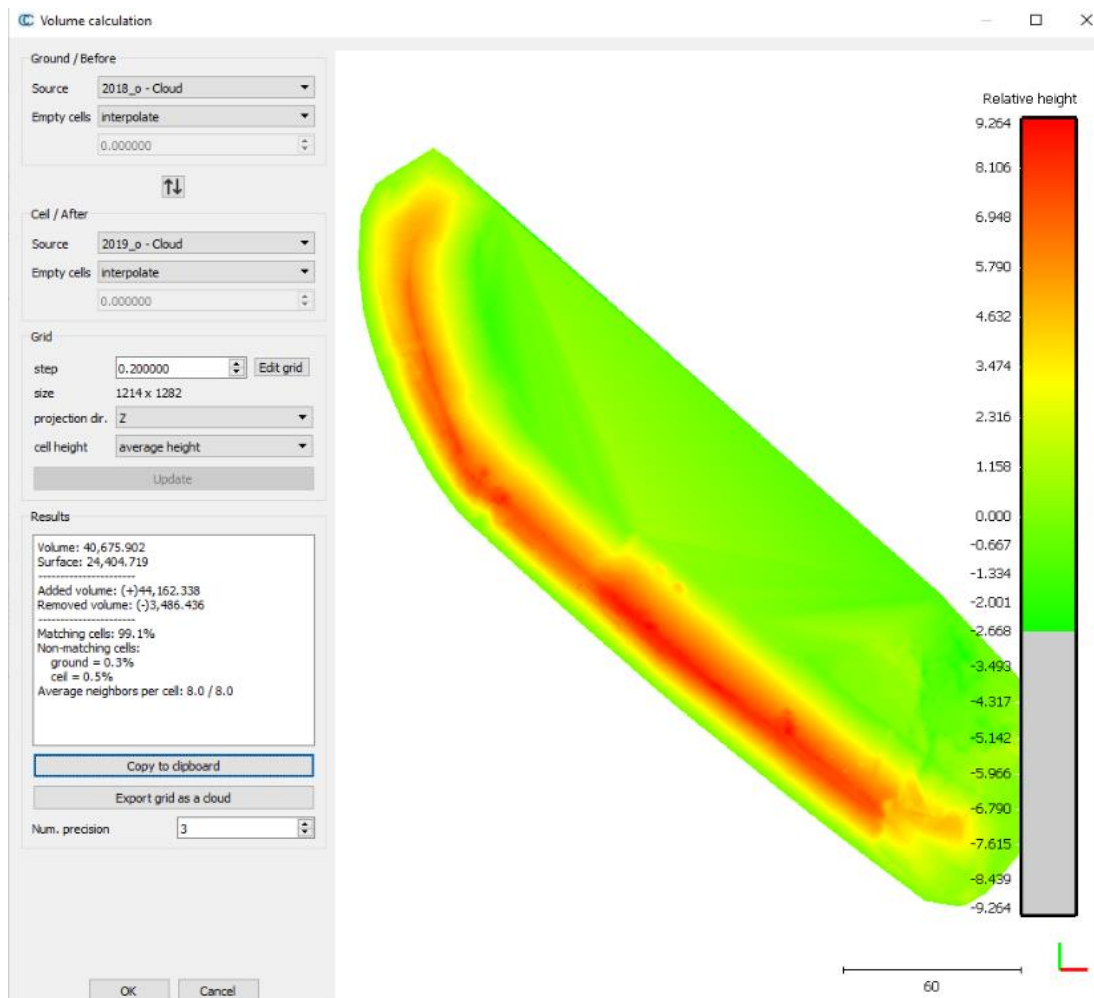 Volume calculation
Ground / Before
Source 2018_o - Cloud
Empty cells interpolate
0.000000
Ceil / After
Source 2019_o - Cloud
Empty cells interpolate
0.000000
Grid
step 0.200000 Edit grid
size 1214 x 1282
projection dir. Z
cell height average height
Update
Results
Volume: 40,675.902
Surface: 24,404.719
----------------------
Added volume: (+)44,162.338
Removed volume: (-)3,486.436
----------------------
Matching cells: 99.1%
Non-matching cells:
ground = 0.3%
ceil = 0.5%
Average neighbors per cell: 8.0 / 8.0
Copy to clipboard
Export grid as a cloud
Num. precision 3
OK Cancel
Relative height
9.264
8.106
6.948
5.790
4.632
3.474
2.316
1.158
0.000
-0.667
-1.334
-2.001
-2.668
-3.493
-4.317
-5.142
-5.966
-6.790
-7.615
-8.439
-9.264
60